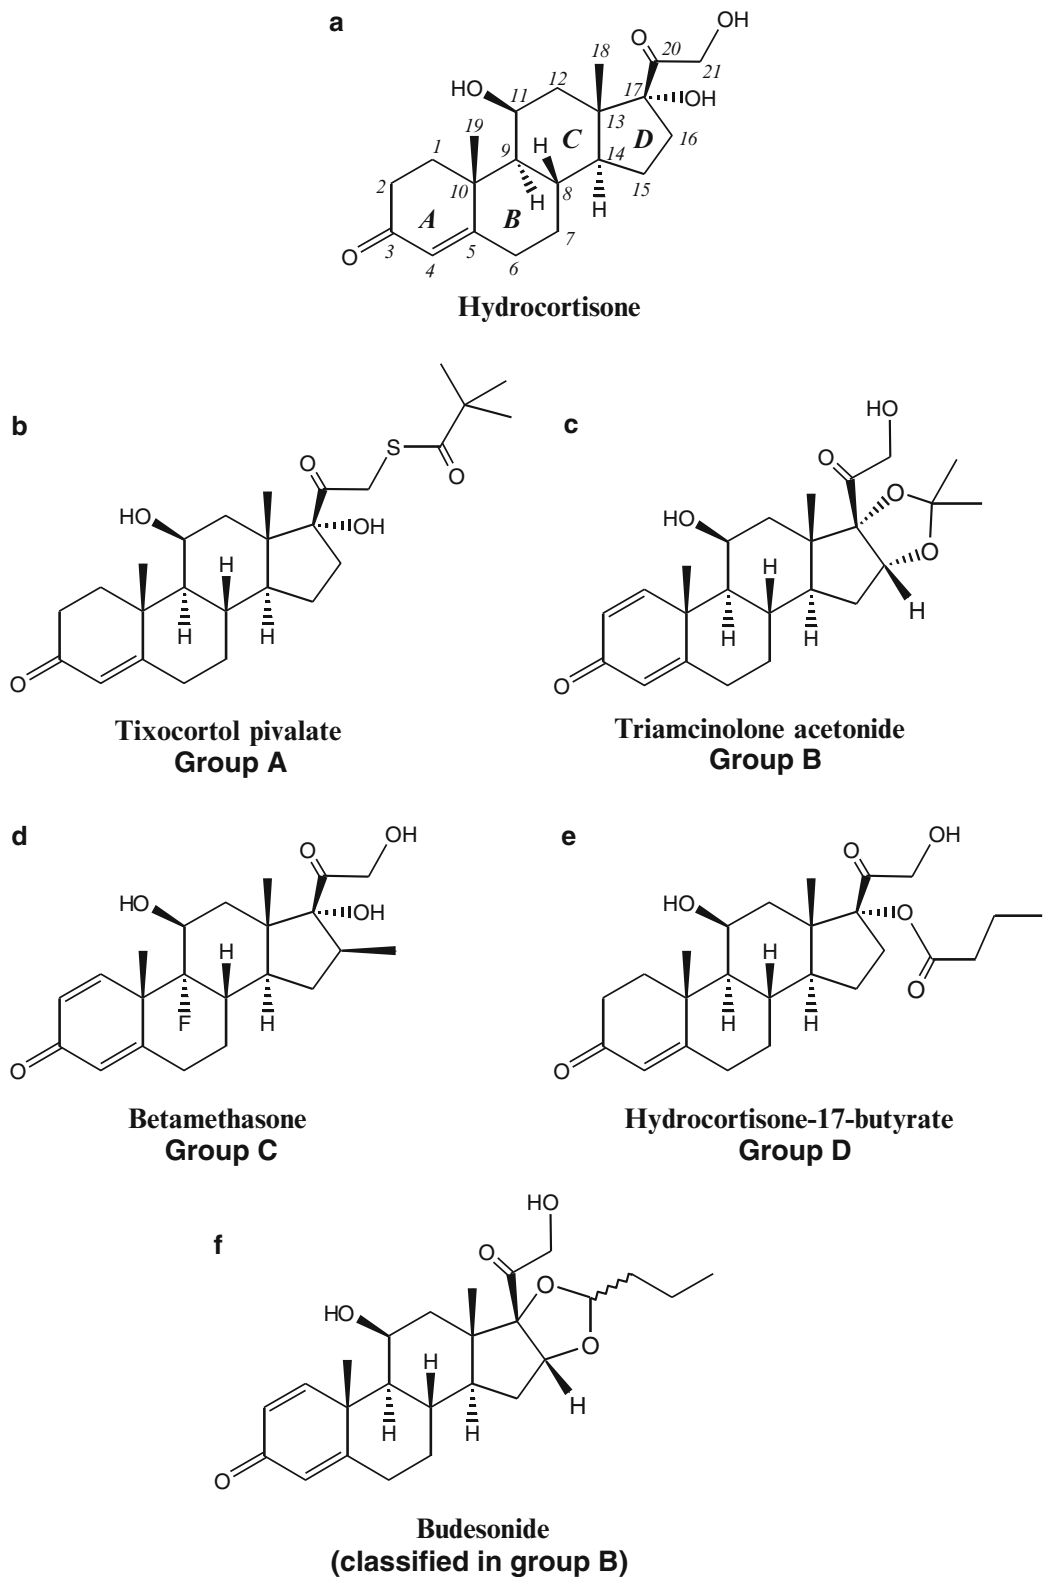 a
OH
O
20
21
18
12
HO
11
17
OH
19
13
C
D
16
H
1
9
14
2
10
8
15
H
H
A
B
7
O
3
5
4
6
Hydrocortisone
b
S
O
O
HO
OH
H
H
H
O
Tixocortol pivalate
Group A
c
HO
O
O
HO
O
H
H
H
H
O
Triamcinolone acetonide
Group B
d
OH
O
HO
OH
H
F
H
O
Betamethasone
Group C
e
OH
O
HO
O
H
O
H
H
O
Hydrocortisone-17-butyrate
Group D
f
HO
O
O
HO
O
H
H
H
H
O
Budesonide
(classified in group B)